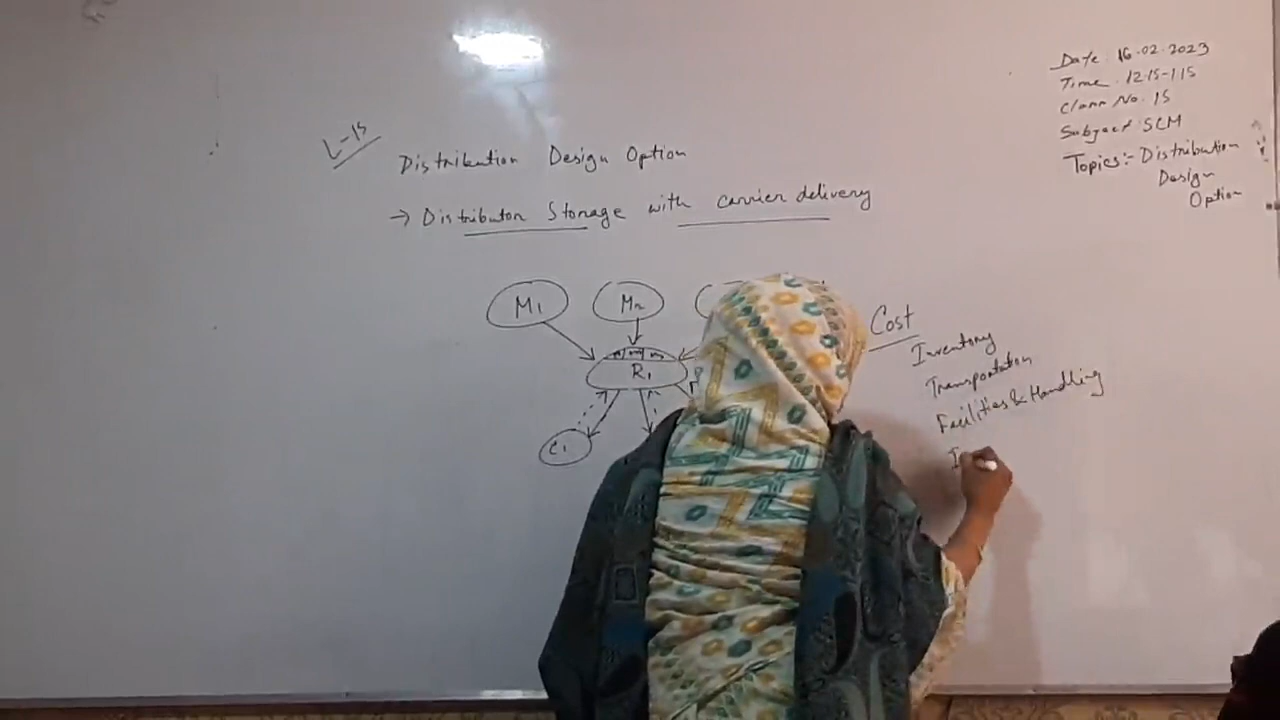 Date. 16.02.2023
Time. 12.15-1.15
Class No. 15
Subject SCM
Topics:- Distribution
Design
Option
L-15
Distribution Design Option
→ Distributor Storage with carrier delivery
M1 M2
R1
C1
Cost
Inventory
Transportation
Facilities & Handling